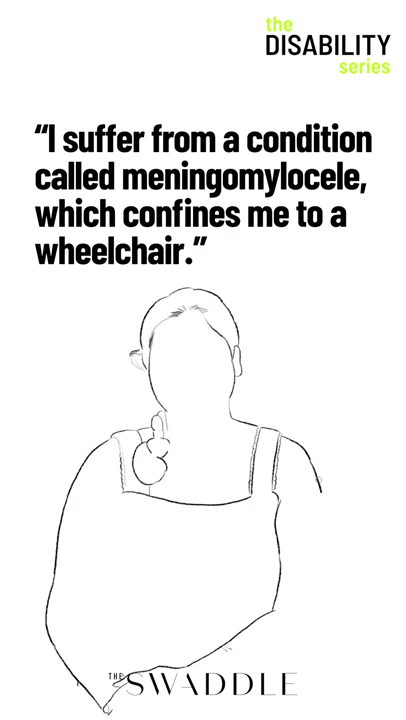 the
DISABILITY
series
“I suffer from a condition
called meningomylocele,
which confines me to a
wheelchair.”
THE SWADDLE